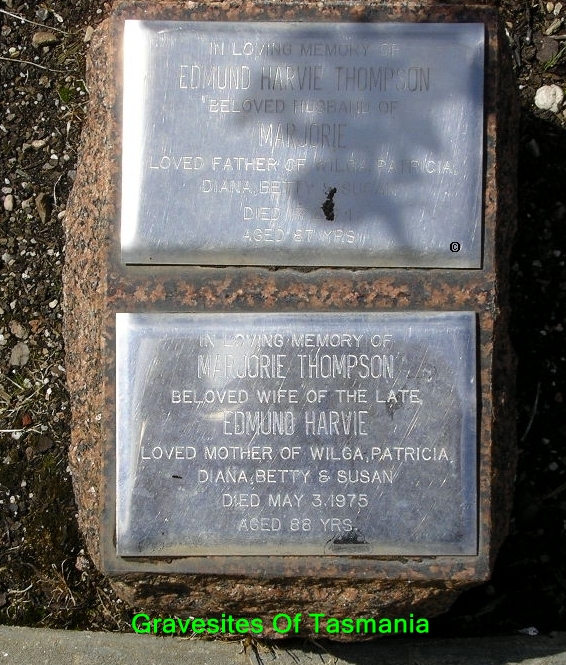 IN LOVING MEMORY OF
EDMUND HARVIE THOMPSON
BELOVED HUSBAND OF
MARJORIE
LOVED FATHER OF WILGA, PATRICIA,
DIANA, BETTY & SUSAN
DIED
AGED 87 YRS
©
IN LOVING MEMORY OF
MARJORIE THOMPSON
BELOVED WIFE OF THE LATE,
EDMUND HARVIE
LOVED MOTHER OF WILGA, PATRICIA,
DIANA, BETTY & SUSAN
DIED MAY 3.1975
AGED 88 YRS.
Gravesites Of Tasmania